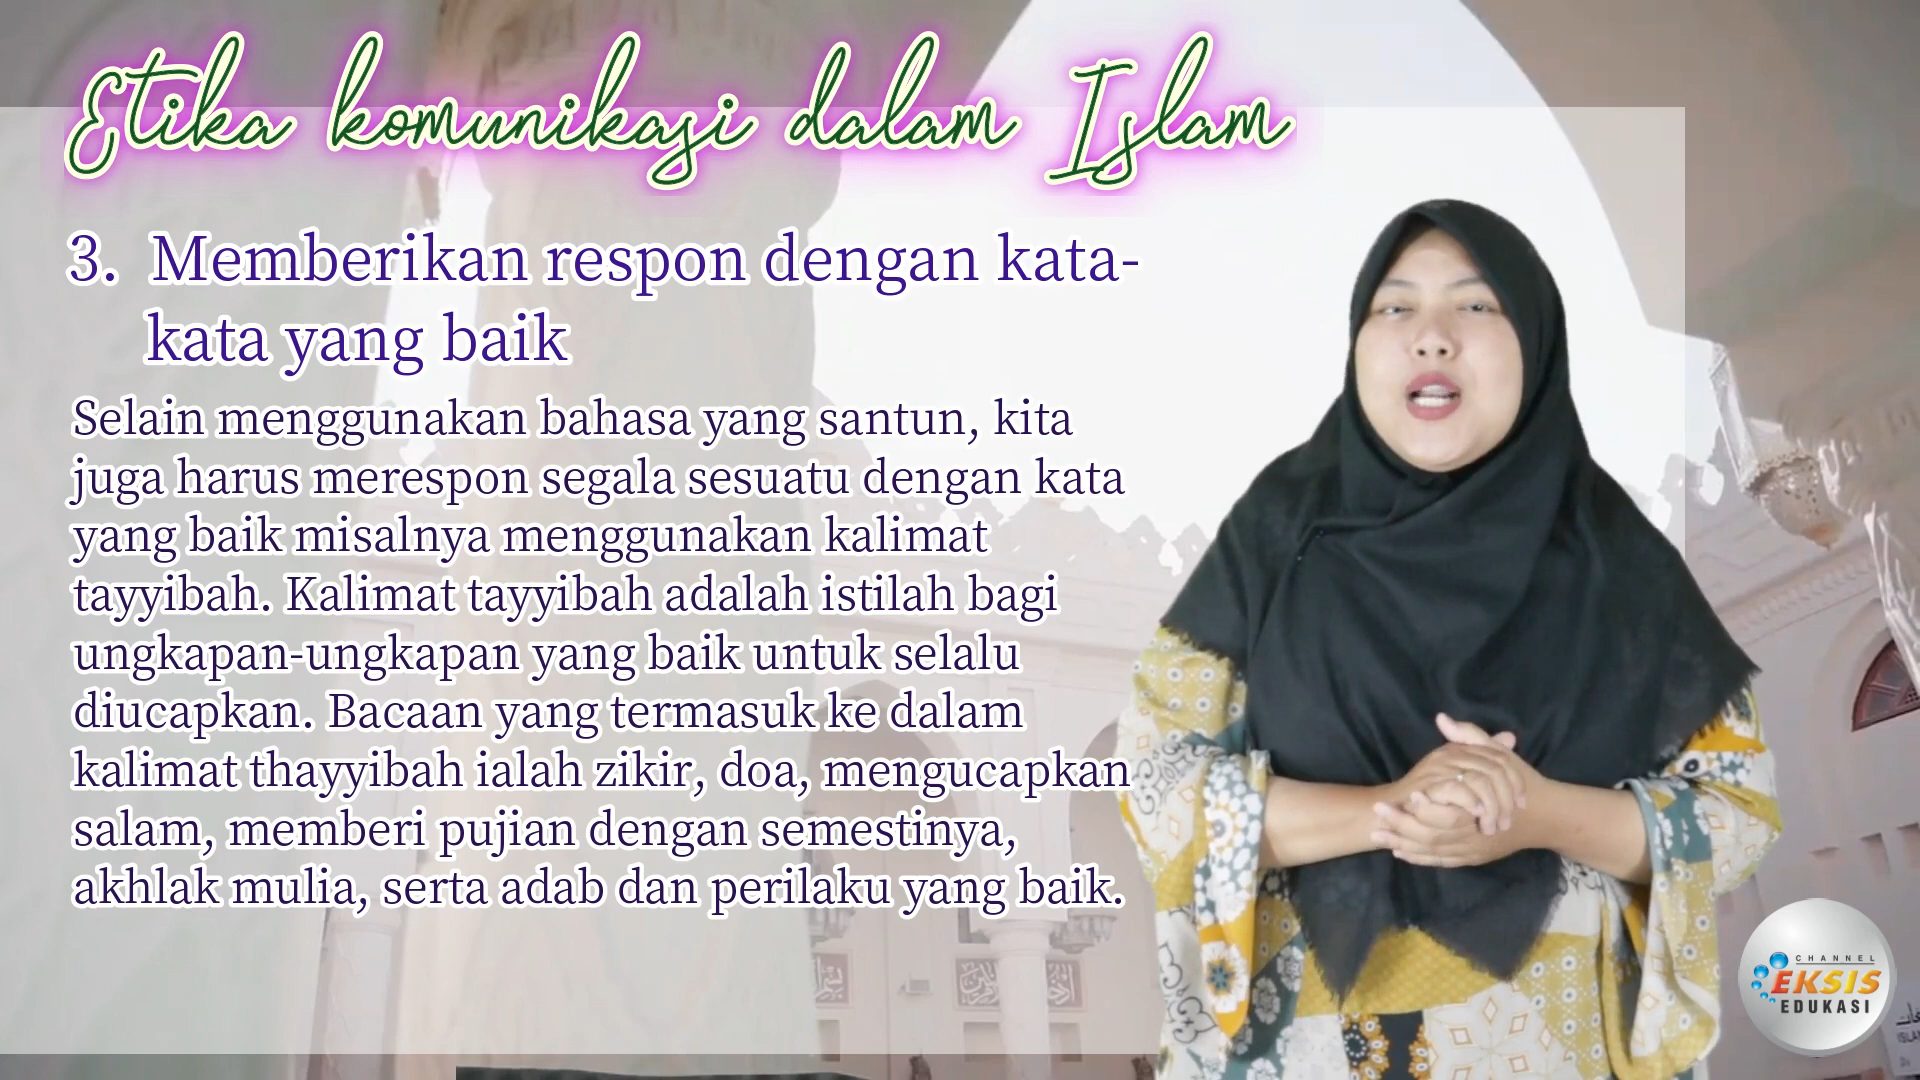 Etika komunikasi dalam Islam
3. Memberikan respon dengan kata-
kata yang baik
Selain menggunakan bahasa yang santun, kita
juga harus merespon segala sesuatu dengan kata
yang baik misalnya menggunakan kalimat
tayyibah. Kalimat tayyibah adalah istilah bagi
ungkapan-ungkapan yang baik untuk selalu
diucapkan. Bacaan yang termasuk ke dalam
kalimat thayyibah ialah zikir, doa, mengucapkan
salam, memberi pujian dengan semestinya,
akhlak mulia, serta adab dan perilaku yang baik.
CHANNEL
EKSIS
EDUKASI